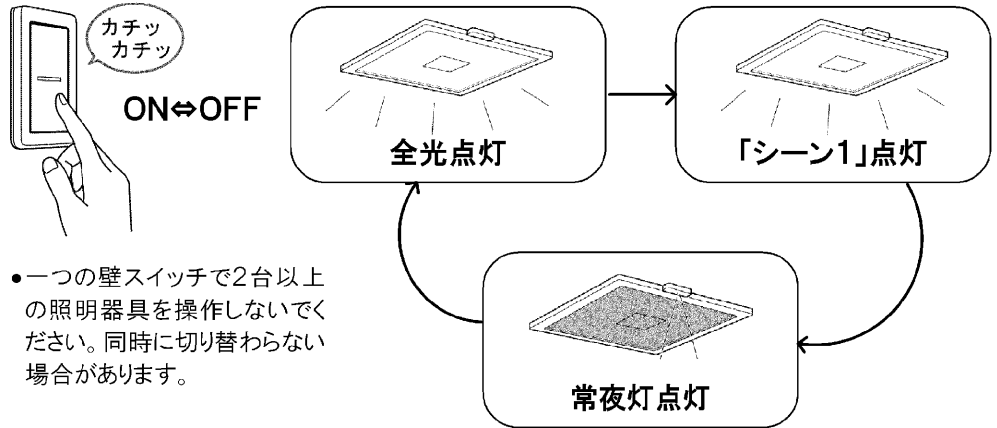 カチッ
カチッ
ON⇔OFF
全光点灯
「シーン1」点灯
常夜灯点灯
●一つの壁スイッチで2台以上
の照明器具を操作しないでく
ださい。同時に切り替わらない
場合があります。